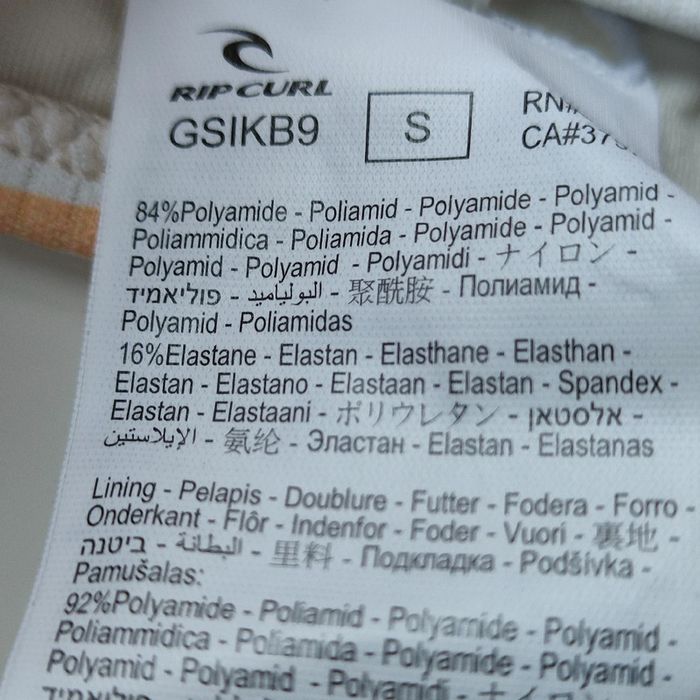 RIP CURL
GSIKB9
S
RN#
CA#37
84%Polyamide - Poliamid - Polyamide - Polyamid -
Poliammidica - Poliamida - Polyamide - Polyamid -
Polyamid - Polyamid - Polyamidi - ナイロン -
פוליאמיד - البولياميد - 聚酰胺 - Полиамид -
Polyamid - Poliamidas
16%Elastane - Elastan - Elasthane - Elasthan -
Elastan - Elastano - Elastaan - Elastan - Spandex -
Elastan - Elastaani - ポリウレタン - אלסטאן -
الإيلاستين - 氨纶 - Эластан - Elastan - Elastanas
Lining - Pelapis - Doublure - Futter - Fodera - Forro -
Onderkant - Flôr - Indenfor - Foder - Vuori - 裏地 -
ביטנה - البطانة - 里料 - Подкладка - Podšívka -
Pamušalas:
92%Polyamide - Poliamid - Polyamide - Polyamid -
Poliammidica - Poliamida - Polyamide - Polyamid -
Polyamid - Polyamid - Polyamidi - ナイロン
פוליאמיד